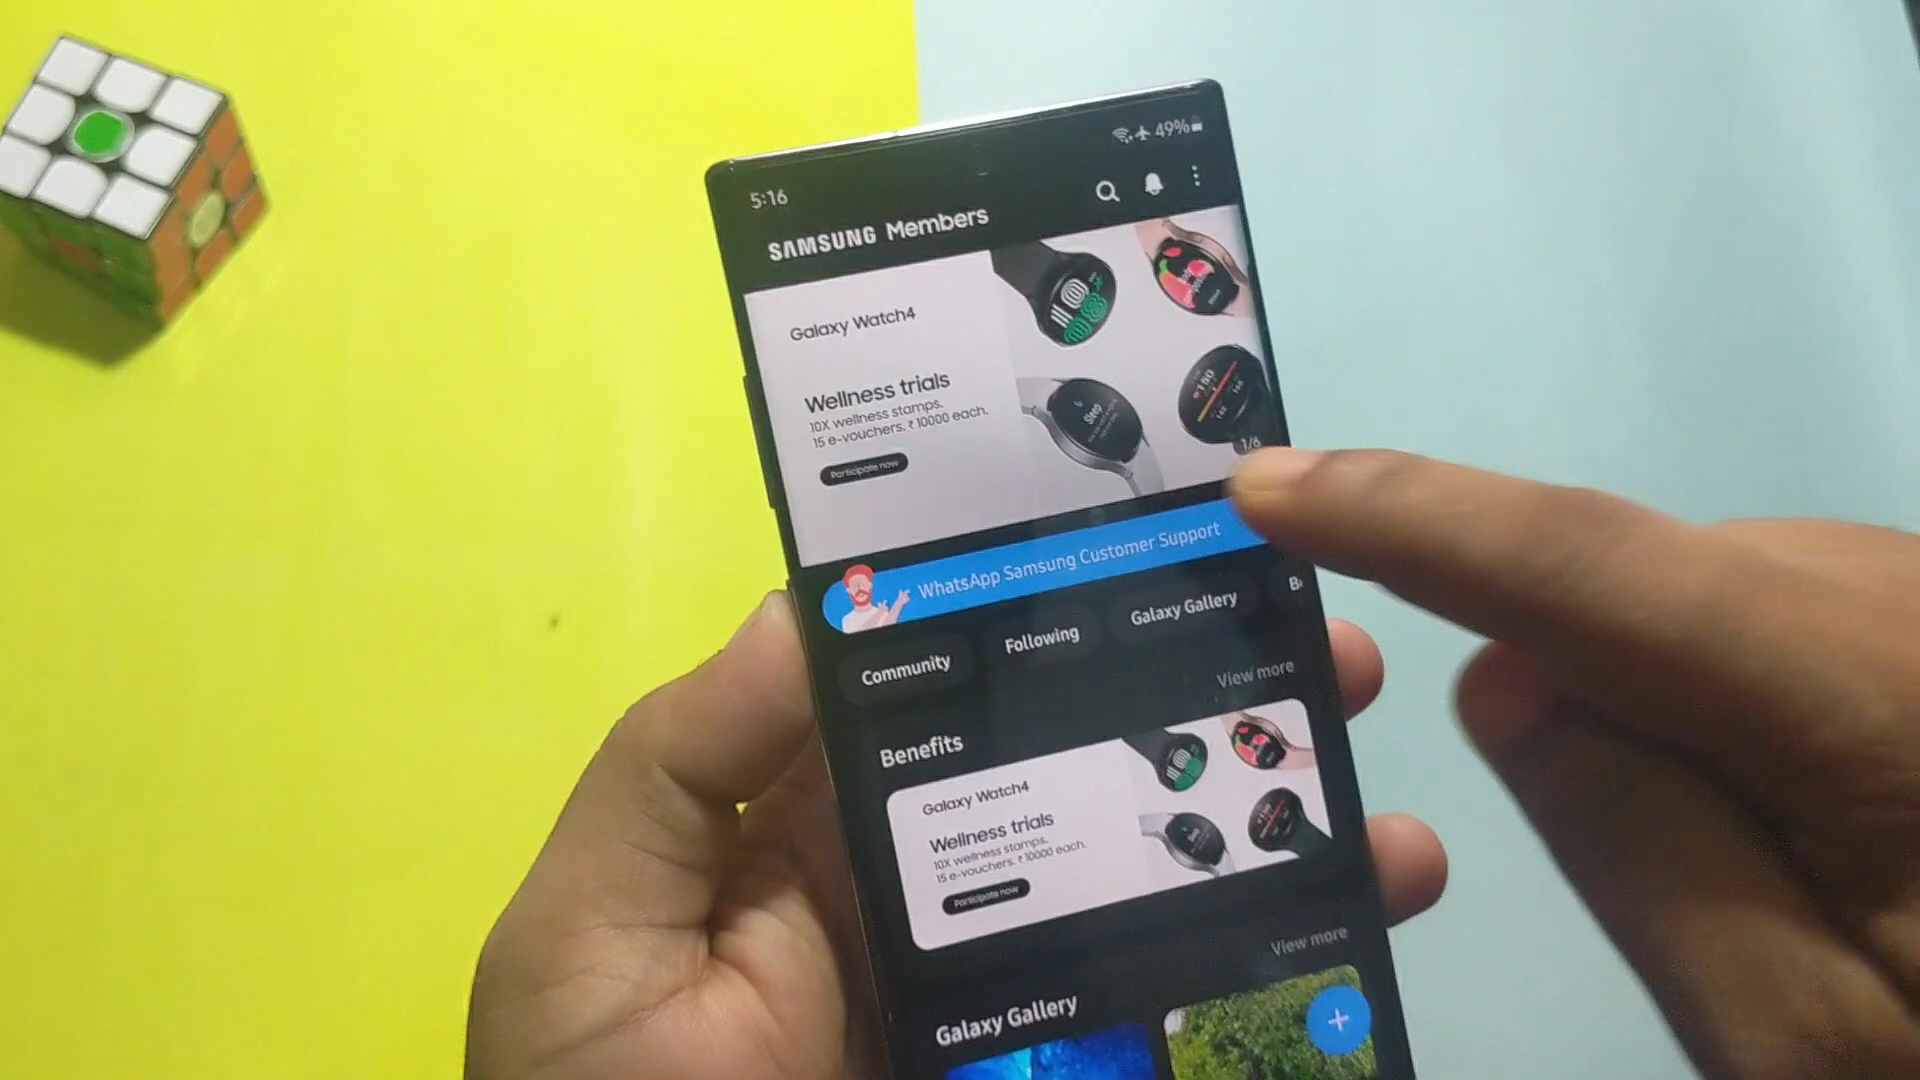 5:16
49%
SAMSUNG Members
Galaxy Watch4
Wellness trials
10X wellness stamps.
15 e-vouchers. ₹ 10000 each.
Participate now
Sleep
1/6
WhatsApp Samsung Customer Support
Community
Following
Galaxy Gallery
View more
Benefits
Galaxy Watch4
Wellness trials
10X wellness stamps.
15 e-vouchers. ₹ 10000 each.
Participate now
View more
Galaxy Gallery